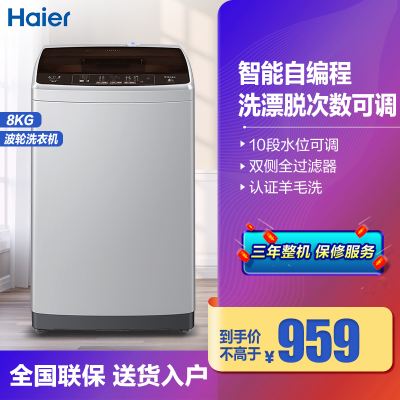 Haier
8KG
波轮洗衣机
智能自编程
洗漂脱次数可调
10段水位可调
双侧全过滤器
认证羊毛洗
三年整机 保修服务
到手价
不高于 ¥959
全国联保 送货入户